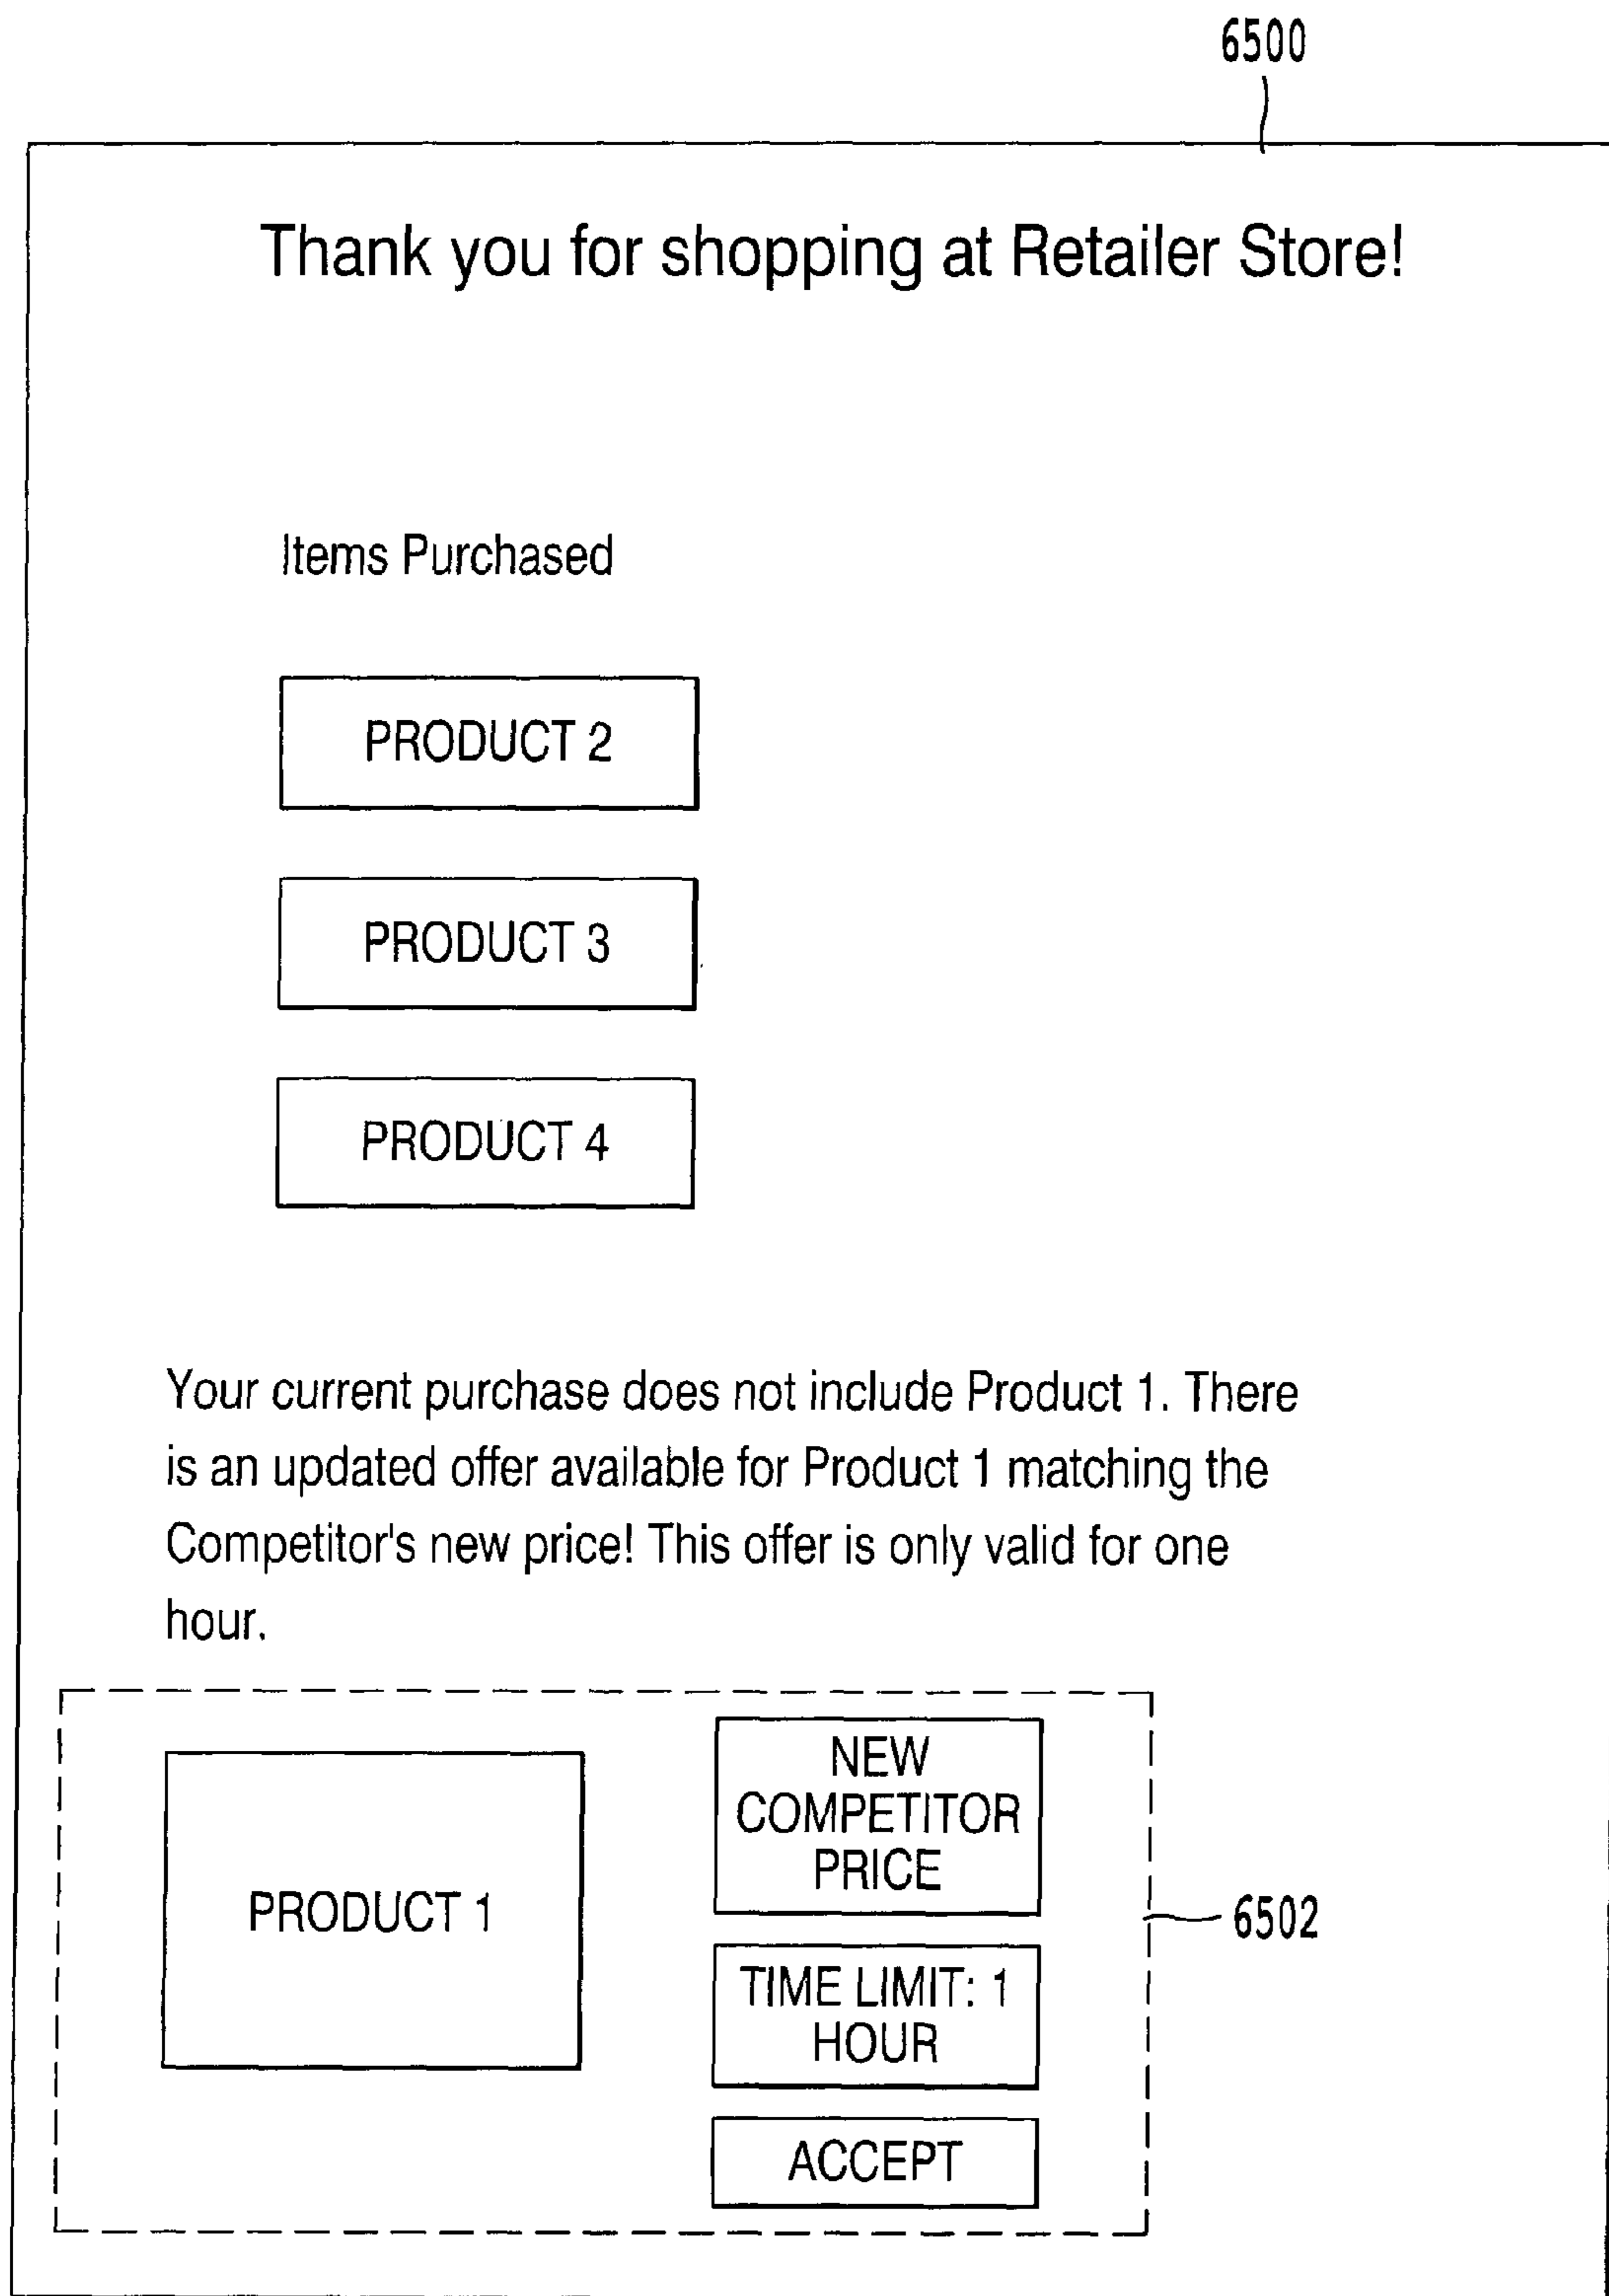 6500
Thank you for shopping at Retailer Store!
Items Purchased
PRODUCT 2
PRODUCT 3
PRODUCT 4
Your current purchase does not include Product 1. There
is an updated offer available for Product 1 matching the
Competitor's new price! This offer is only valid for one
hour.
PRODUCT 1
NEW
COMPETITOR
PRICE
TIME LIMIT: 1
HOUR
ACCEPT
6502